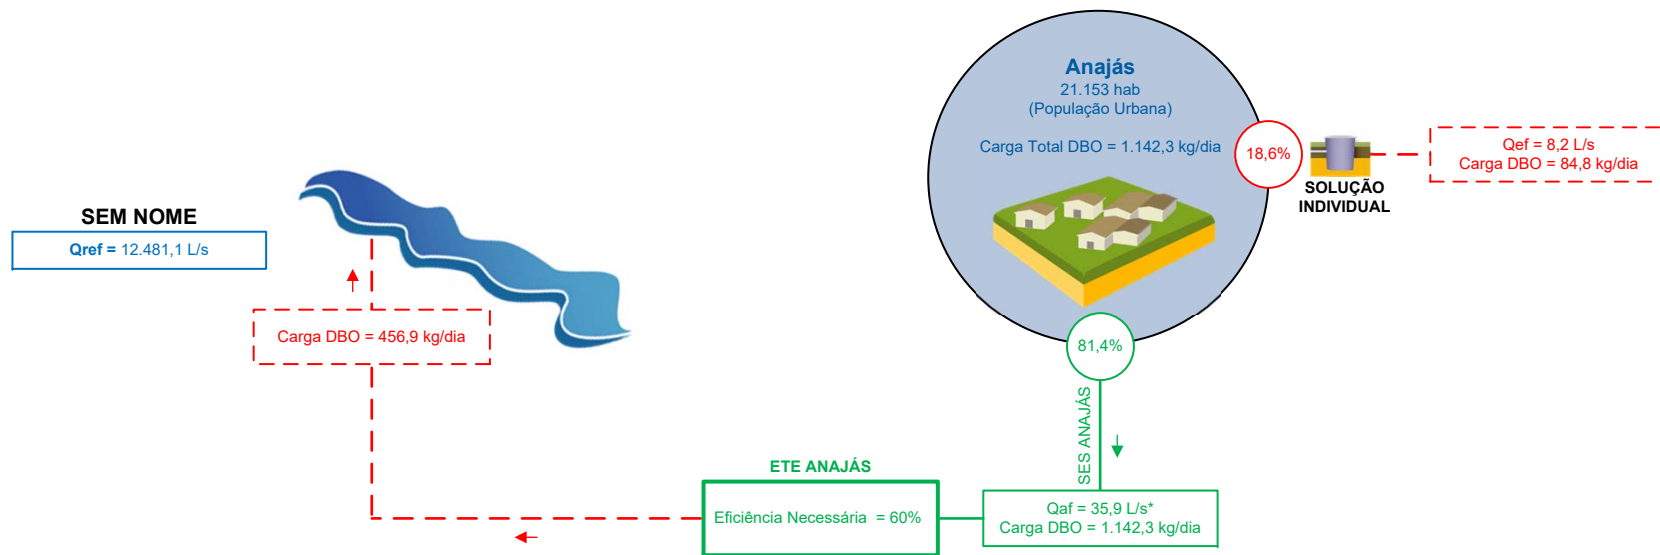 Anajás
21.153 hab
(População Urbana)
Carga Total DBO = 1.142,3 kg/dia
18,6%
SOLUÇÃO
INDIVIDUAL
Qef = 8,2 L/s
Carga DBO = 84,8 kg/dia
SEM NOME
Qref = 12.481,1 L/s
Carga DBO = 456,9 kg/dia
81,4%
SES ANAJÁS
ETE ANAJÁS
Eficiência Necessária = 60%
Qaf = 35,9 L/s*
Carga DBO = 1.142,3 kg/dia